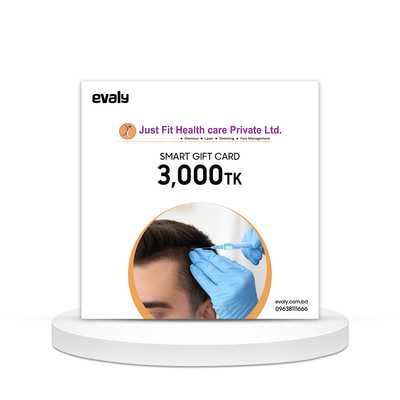 evaly
Just Fit Health care Private Ltd.
• Glamour • Laser • Slimming • Pain Management
SMART GIFT CARD
3,000TK
evaly.com.bd
09638111666